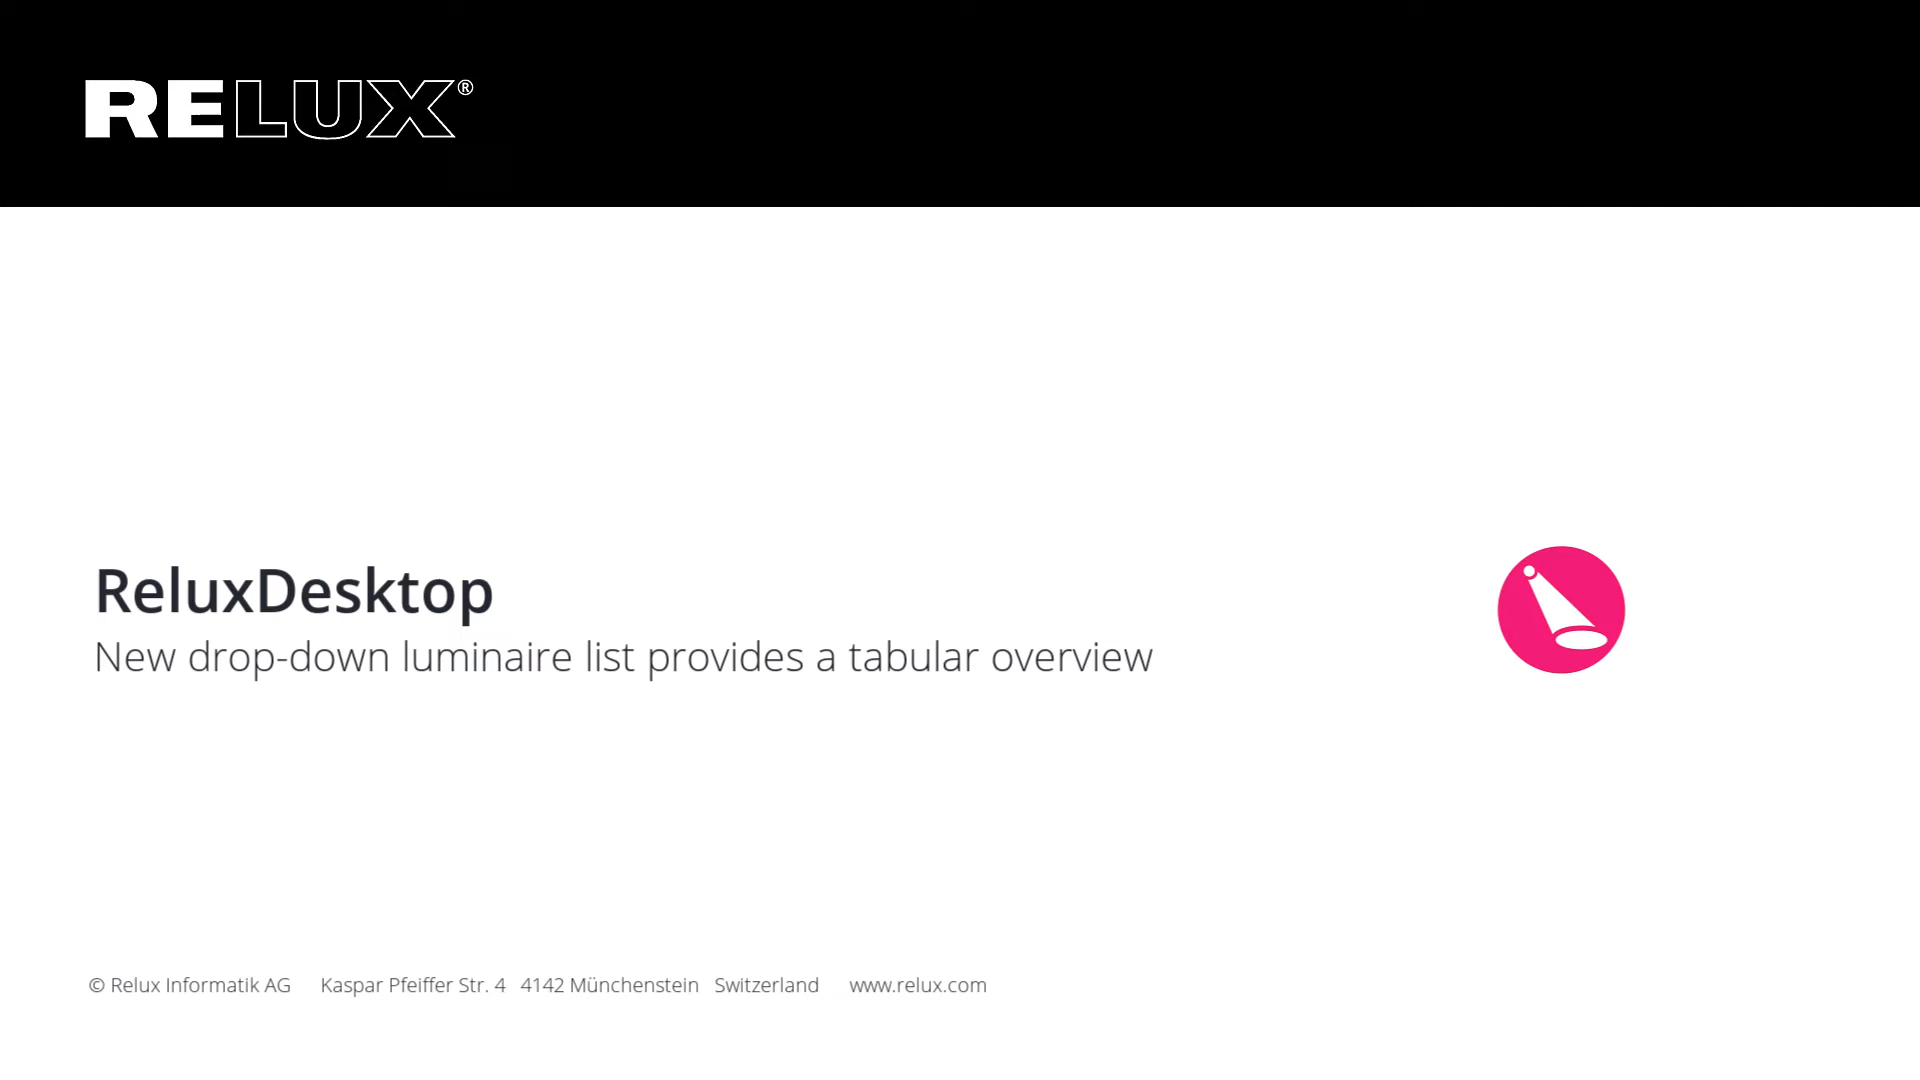 RELUX®
ReluxDesktop
New drop-down luminaire list provides a tabular overview
© Relux Informatik AG Kaspar Pfeiffer Str. 4 4142 Münchenstein Switzerland www.relux.com